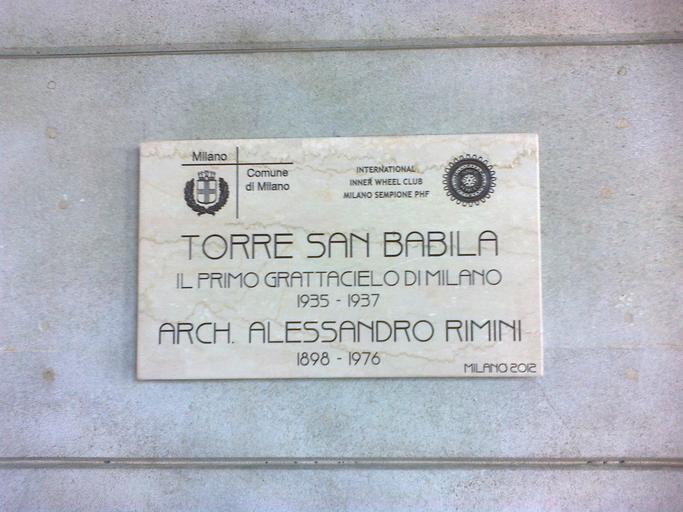 Milano
Comune
di Milano
INTERNATIONAL
INNER WHEEL CLUB
MILANO SEMPIONE PHF
TORRE SAN BABILA
IL PRIMO GRATTACIELO DI MILANO
1935 - 1937
ARCH. ALESSANDRO RIMINI
1898 - 1976
MILANO 2012